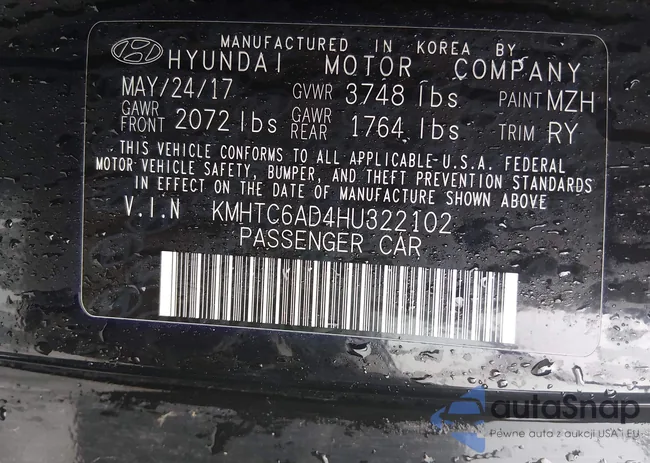 MANUFACTURED IN KOREA BY
HYUNDAI MOTOR COMPANY
MAY/24/17 GVWR 3748 lbs PAINT MZH
GAWR FRONT 2072 lbs GAWR REAR 1764 lbs TRIM RY
THIS VEHICLE CONFORMS TO ALL APPLICABLE-U.S.A. FEDERAL
MOTOR VEHICLE SAFETY, BUMPER, AND THEFT PREVENTION STANDARDS
IN EFFECT ON THE DATE OF MANUFACTURED SHOWN ABOVE
V.I.N KMHTC6AD4HU322102
PASSENGER CAR
autoSnap
Pewne auta z aukcji USA i EU